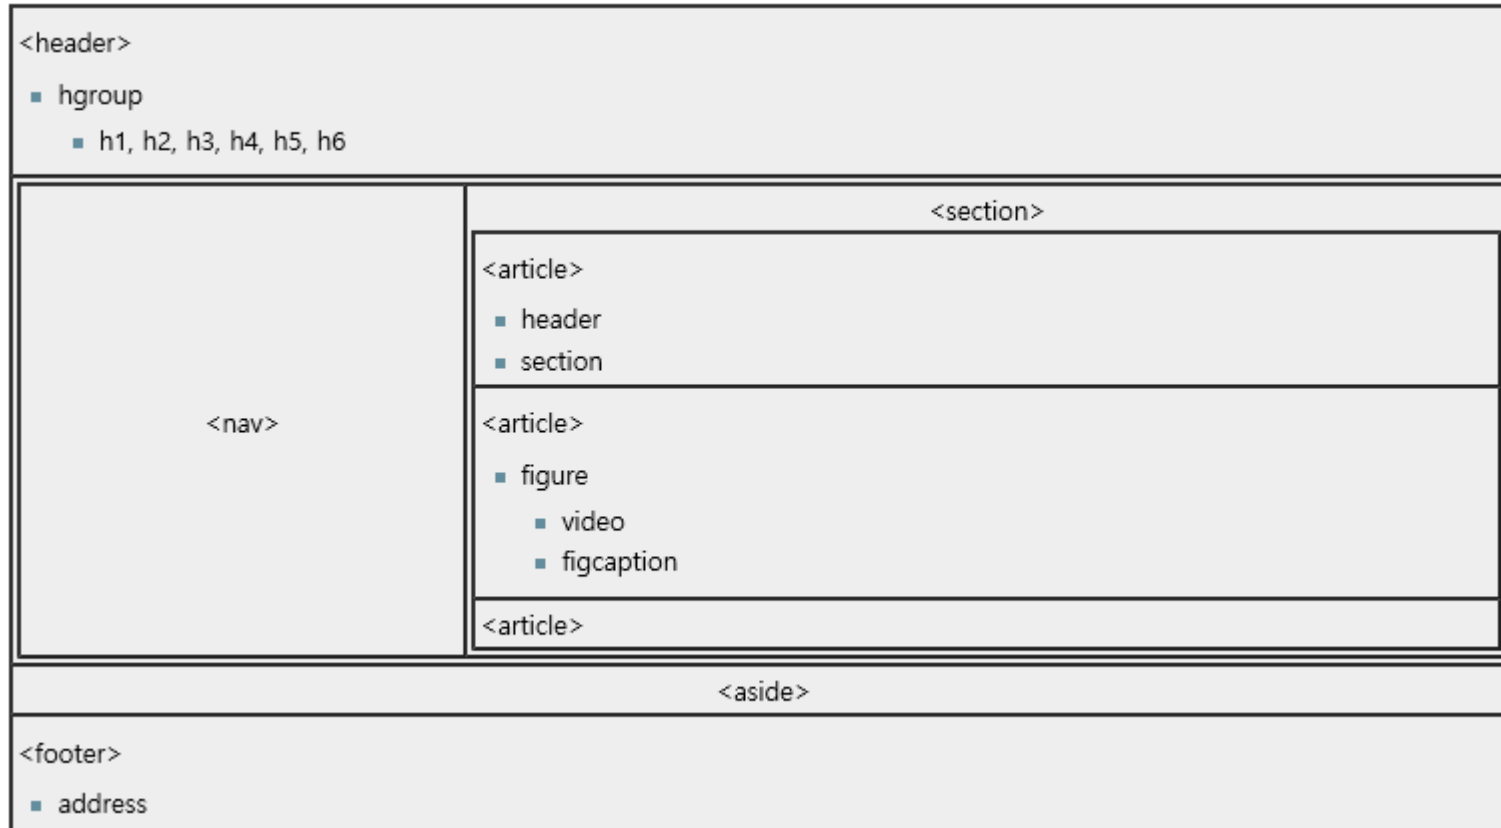 <header>
hgroup
h1, h2, h3, h4, h5, h6
<section>
<article>
header
section
<nav>
<article>
figure
video
figcaption
<article>
<aside>
<footer>
address